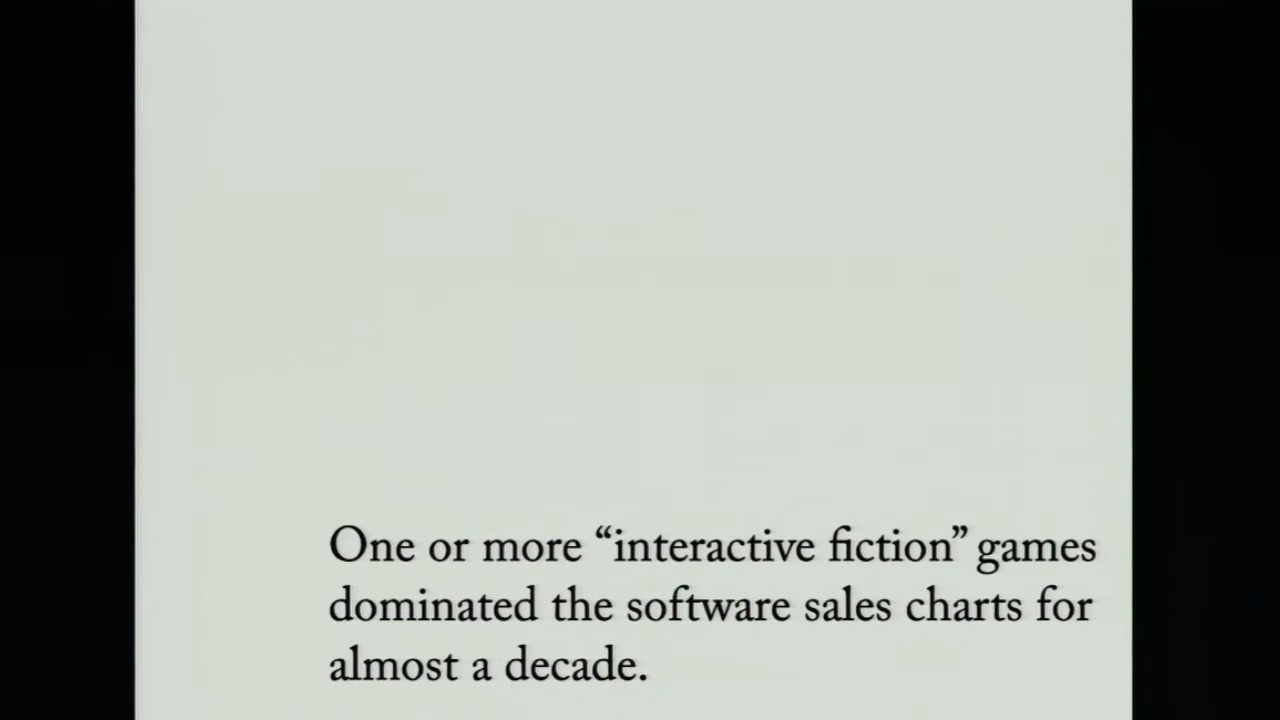 One or more “interactive fiction” games
dominated the software sales charts for
almost a decade.